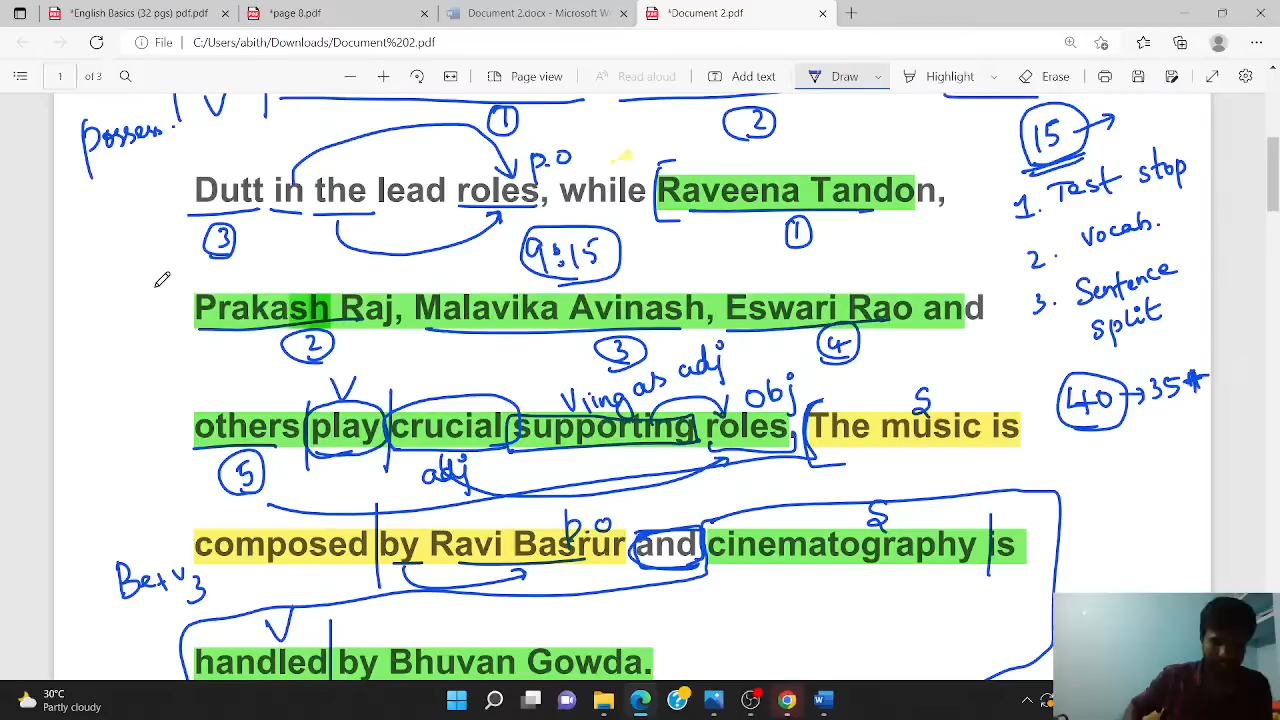 *English Basics (32 pgs) pdf.pdf
*page 8.pdf
Document 2.docx - Microsoft W
*Document 2.pdf
File
C:/Users/abith/Downloads/Document%202.pdf
1
of 3
Page view
Read aloud
Add text
Draw
Highlight
Erase
Possess.
V
1
2
15
Dutt in the lead roles, while Raveena Tandon,
p.o
1. Test stop
3
9:15
1
2. vocab.
Prakash Raj, Malavika Avinash, Eswari Rao and
3. Sentence
split
2
3
4
V
Ving as adj
obj
S
40 → 35*
others play crucial supporting roles. The music is
5
adj
p.o
S
composed by Ravi Basrur and cinematography is
Be+V3
V
handled by Bhuvan Gowda.
30°C
Partly cloudy